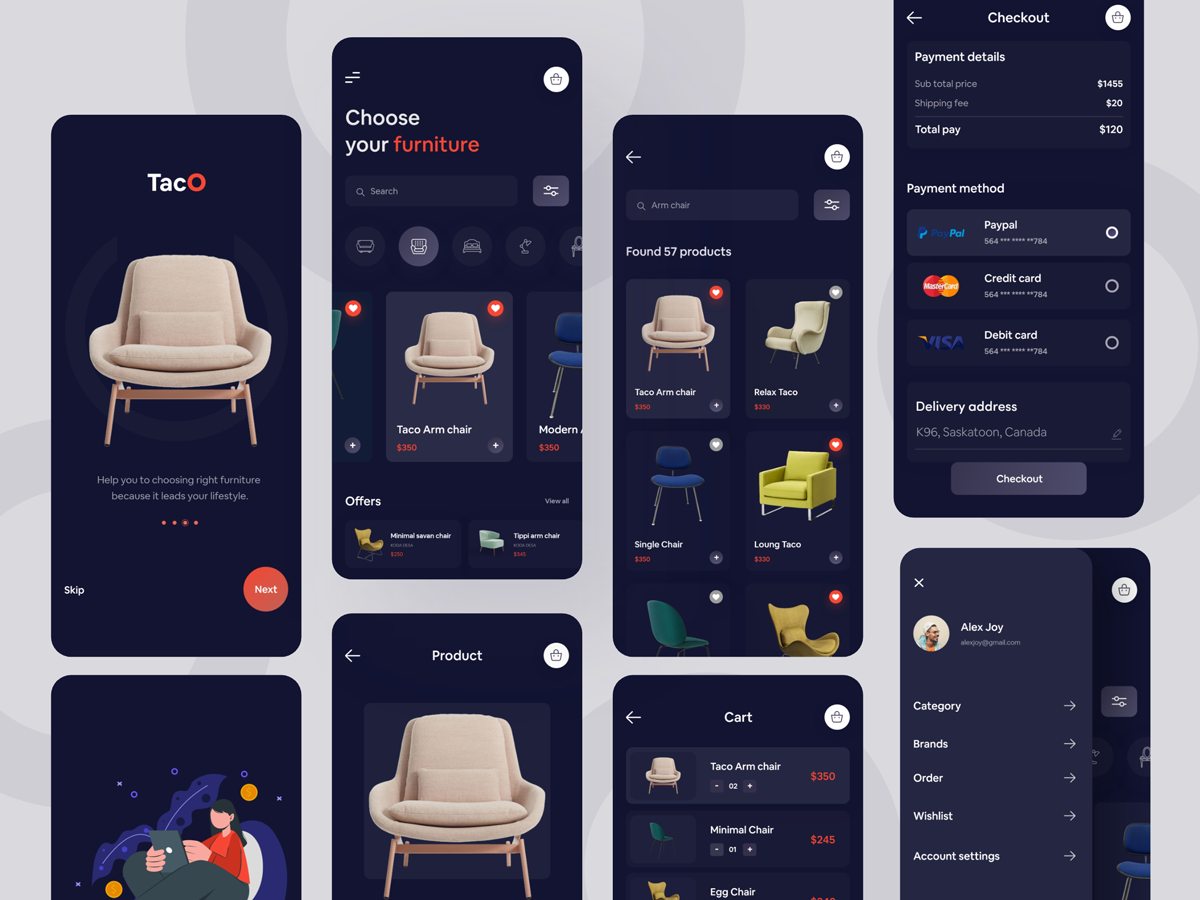 TacO
Help you to choosing right furniture
because it leads your lifestyle.
Skip
Next
Choose
your furniture
Search
Taco Arm chair
$350
Modern
$350
Offers
View all
Minimal savan chair
$350
Tippi arm chair
$345
Product
Arm chair
Found 57 products
Taco Arm chair
$350
Relax Taco
$330
Single Chair
$350
Loung Taco
$330
Cart
Taco Arm chair
- 02 +
$350
Minimal Chair
- 01 +
$245
Egg Chair
Checkout
Payment details
Sub total price $1455
Shipping fee $20
Total pay $120
Payment method
PayPal
Paypal
564 *** **** **784
MasterCard
Credit card
564 *** **** **784
VISA
Debit card
564 *** **** **784
Delivery address
K96, Saskatoon, Canada
Checkout
Alex Joy
alexjoy@gmail.com
Category
Brands
Order
Wishlist
Account settings